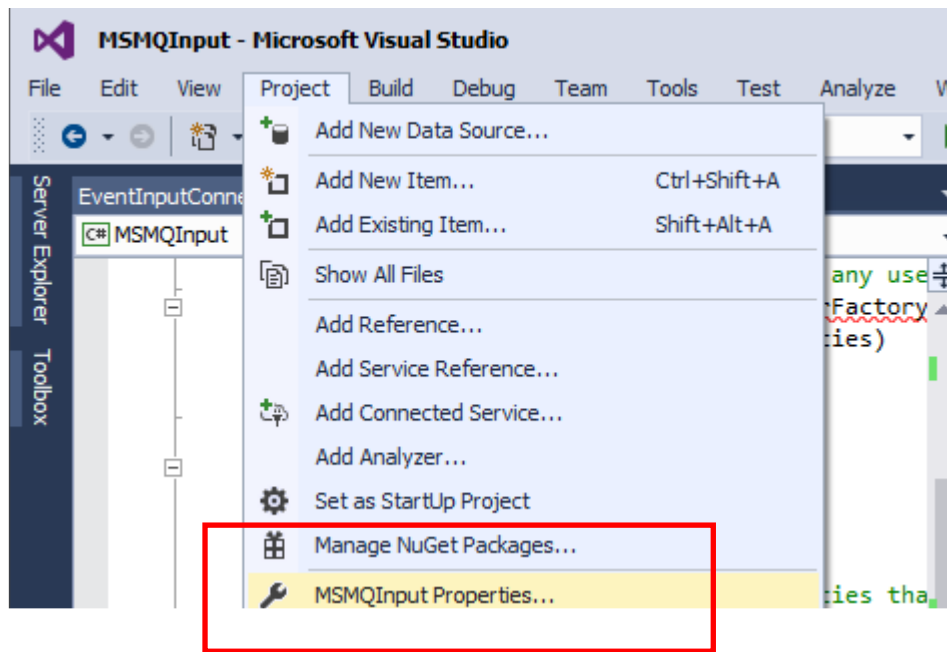 MSMQInput - Microsoft Visual Studio
File Edit View Project Build Debug Team Tools Test Analyze
Add New Data Source...
Add New Item... Ctrl+Shift+A
Add Existing Item... Shift+Alt+A
Show All Files
Add Reference...
Add Service Reference...
Add Connected Service...
Add Analyzer...
Set as StartUp Project
Manage NuGet Packages...
MSMQInput Properties...
Server Explorer
Toolbox
EventInputConne
C# MSMQInput
any use
rFactory
ties)
ties tha